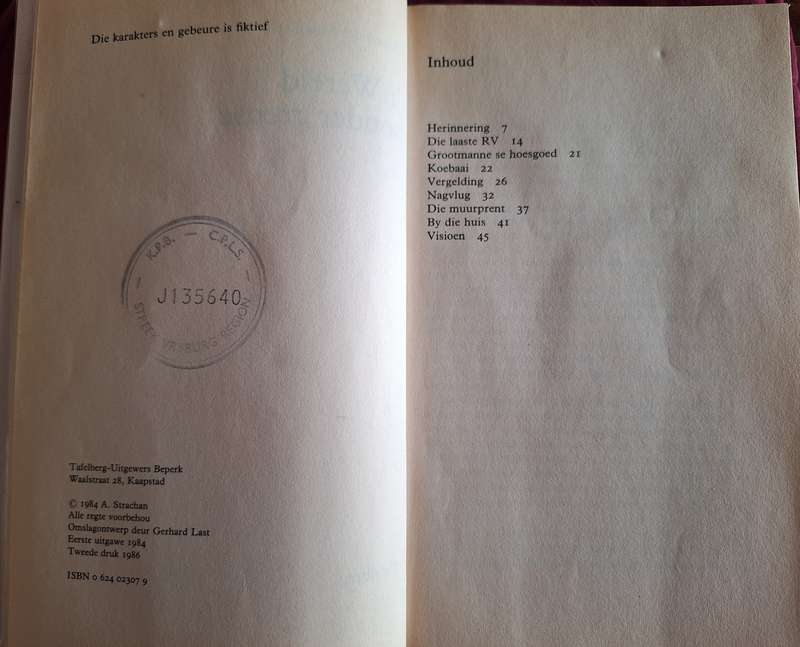 Die karakters en gebeure is fiktief
K.P.B. — C.P.L.S.
J135640
STREEK VRYBURG REGION
Tafelberg-Uitgewers Beperk
Waalstraat 28, Kaapstad
© 1984 A. Strachan
Alle regte voorbehou
Omslagontwerp deur Gerhard Last
Eerste uitgawe 1984
Tweede druk 1986
ISBN 0 624 02307 9
Inhoud
Herinnering 7
Die laaste RV 14
Grootmanne se hoesgoed 21
Koebaai 22
Vergelding 26
Nagvlug 32
Die muurprent 37
By die huis 41
Visioen 45